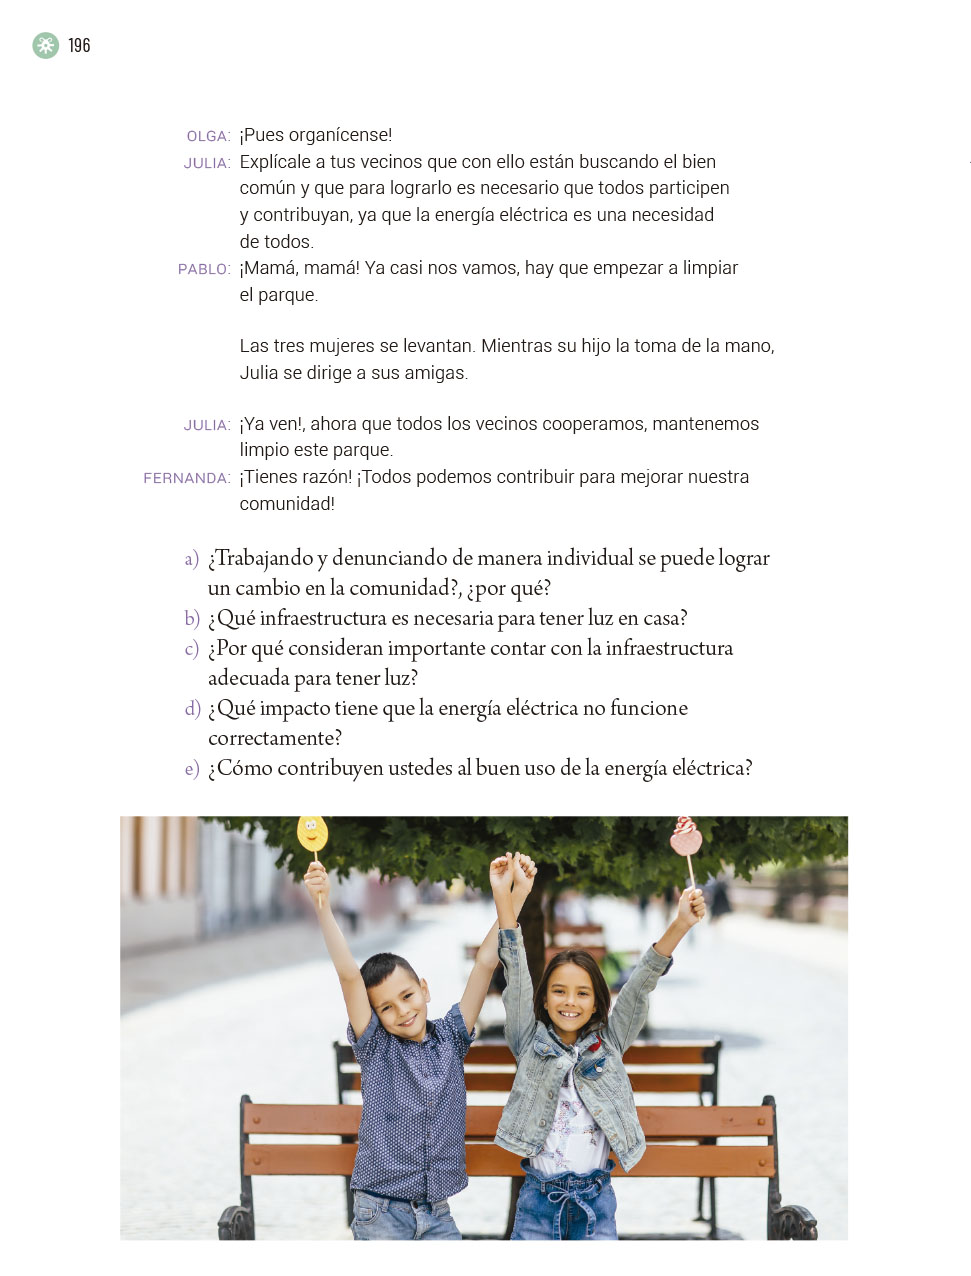 196
OLGA: ¡Pues organícense!
JULIA: Explícale a tus vecinos que con ello están buscando el bien
común y que para lograrlo es necesario que todos participen
y contribuyan, ya que la energía eléctrica es una necesidad
de todos.
PABLO: ¡Mamá, mamá! Ya casi nos vamos, hay que empezar a limpiar
el parque.
Las tres mujeres se levantan. Mientras su hijo la toma de la mano,
Julia se dirige a sus amigas.
JULIA: ¡Ya ven!, ahora que todos los vecinos cooperamos, mantenemos
limpio este parque.
FERNANDA: ¡Tienes razón! ¡Todos podemos contribuir para mejorar nuestra
comunidad!
a) ¿Trabajando y denunciando de manera individual se puede lograr
un cambio en la comunidad?, ¿por qué?
b) ¿Qué infraestructura es necesaria para tener luz en casa?
c) ¿Por qué consideran importante contar con la infraestructura
adecuada para tener luz?
d) ¿Qué impacto tiene que la energía eléctrica no funcione
correctamente?
e) ¿Cómo contribuyen ustedes al buen uso de la energía eléctrica?